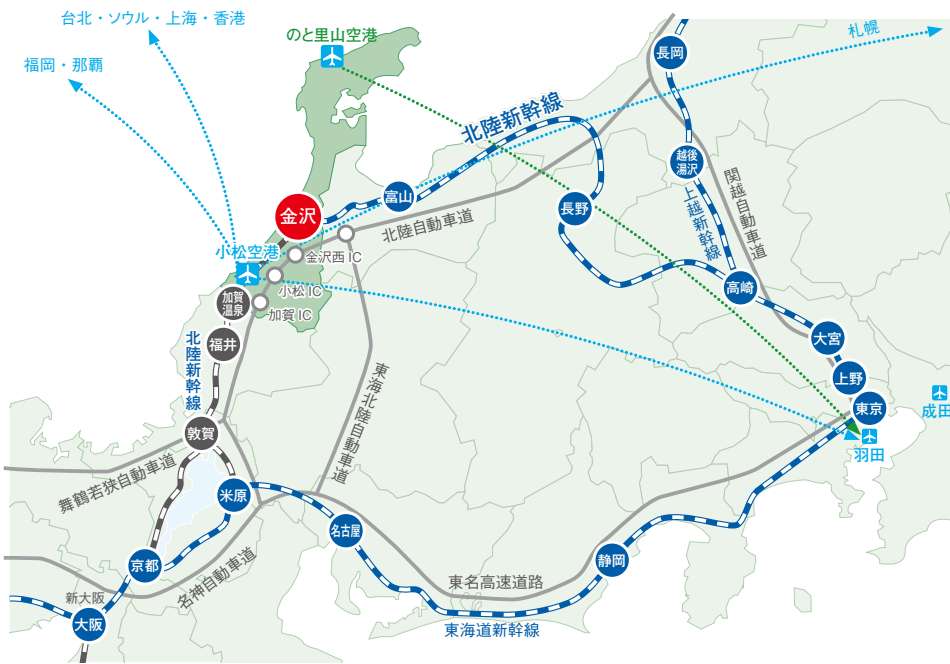 台北・ソウル・上海・香港
福岡・那覇
のと里山空港
札幌
長岡
北陸新幹線
越後
湯沢
関越自動車道
上越新幹線
富山
長野
金沢
北陸自動車道
小松空港
金沢西IC
小松IC
加賀IC
加賀
温泉
高崎
福井
北陸新幹線
大宮
上野
東京
成田
羽田
東海北陸自動車道
敦賀
舞鶴若狭自動車道
米原
名古屋
京都
名神自動車道
静岡
東名高速道路
新大阪
大阪
東海道新幹線